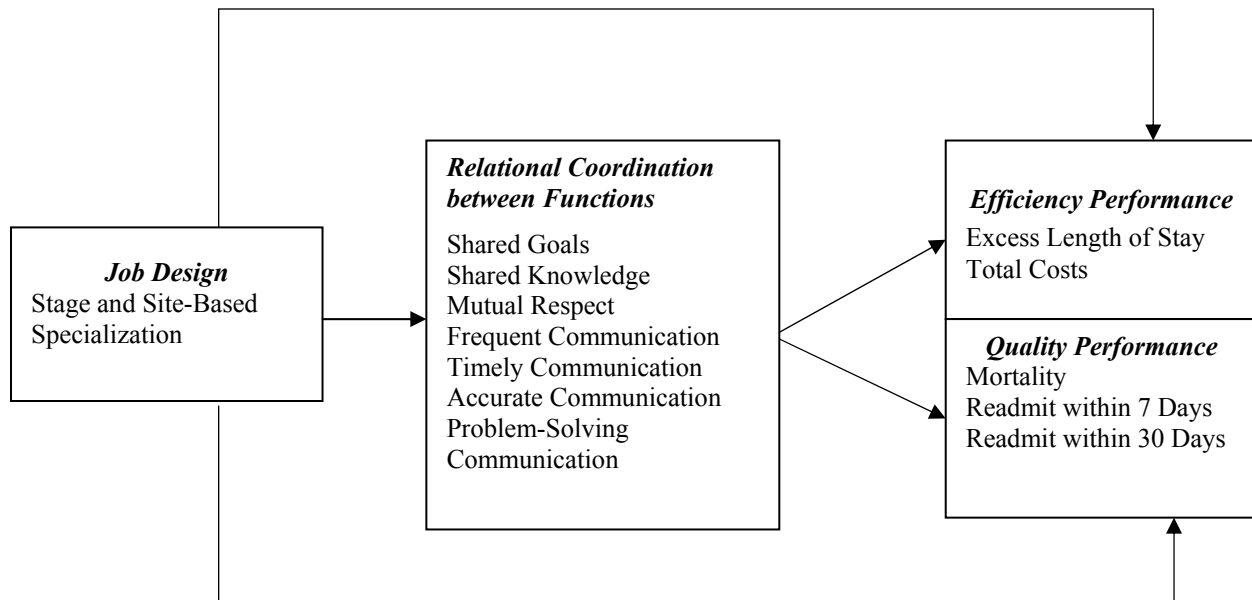 Job Design
Stage and Site-Based
Specialization
Relational Coordination
between Functions
Shared Goals
Shared Knowledge
Mutual Respect
Frequent Communication
Timely Communication
Accurate Communication
Problem-Solving
Communication
Efficiency Performance
Excess Length of Stay
Total Costs
Quality Performance
Mortality
Readmit within 7 Days
Readmit within 30 Days